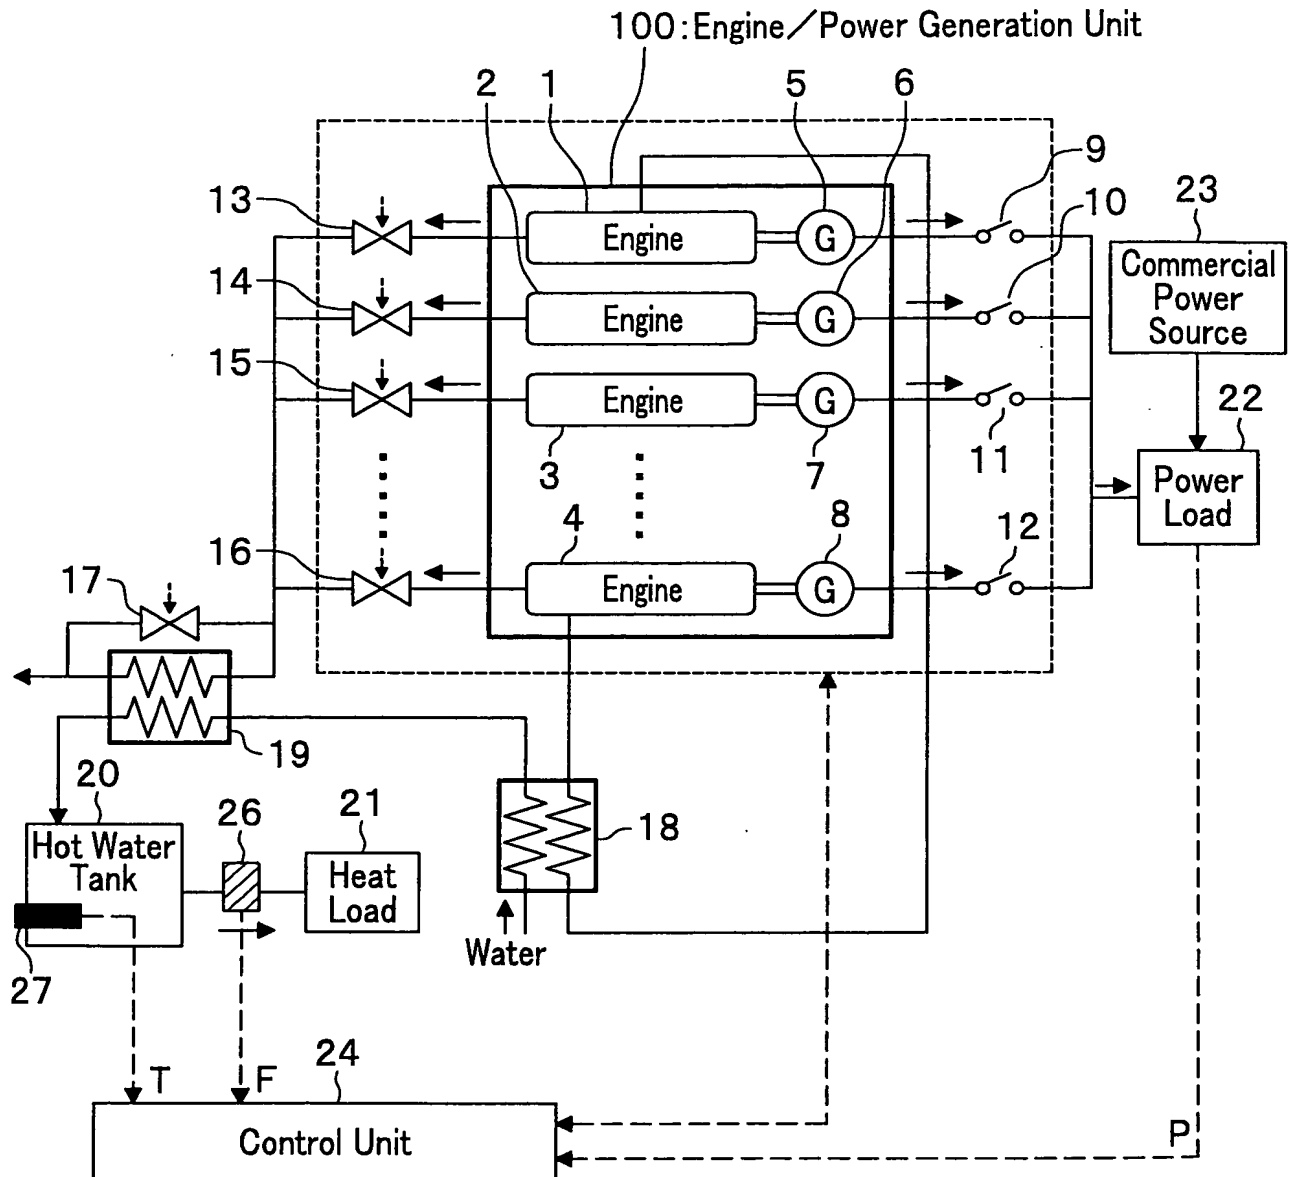 100:Engine/Power Generation Unit
2
1
5
6
9
13
Engine
G
10
23
14
Engine
G
Commercial
Power
Source
15
Engine
G
3
7
11
22
Power
Load
4
8
12
16
Engine
G
17
19
20
26
21
18
Hot Water
Tank
Heat
Load
Water
27
24
T
F
Control Unit
P